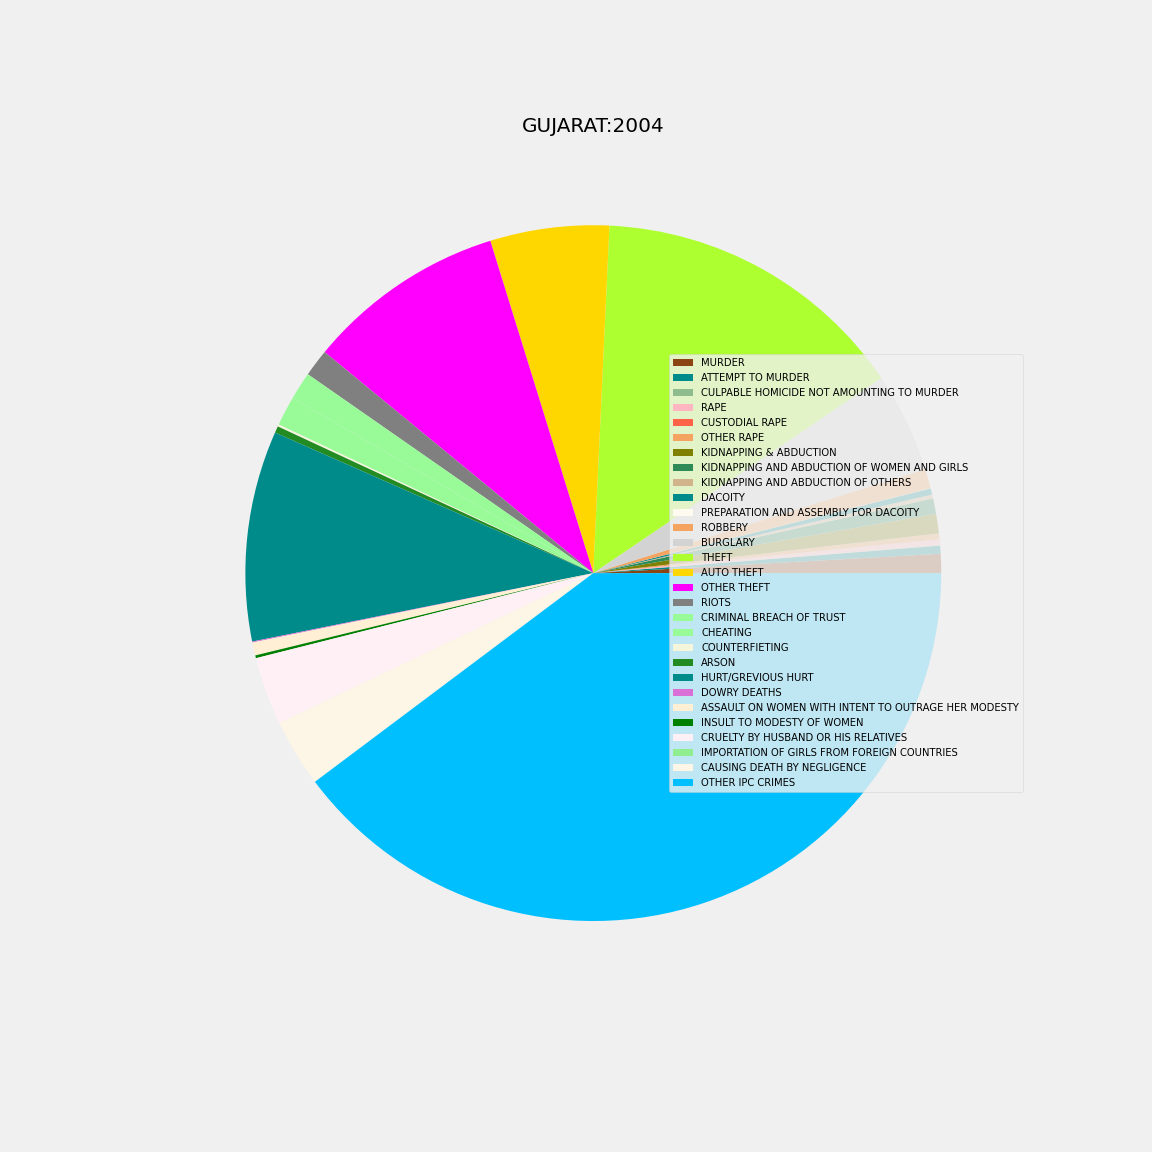 GUJARAT:2004
MURDER
ATTEMPT TO MURDER
CULPABLE HOMICIDE NOT AMOUNTING TO MURDER
RAPE
CUSTODIAL RAPE
OTHER RAPE
KIDNAPPING & ABDUCTION
KIDNAPPING AND ABDUCTION OF WOMEN AND GIRLS
KIDNAPPING AND ABDUCTION OF OTHERS
DACOITY
PREPARATION AND ASSEMBLY FOR DACOITY
ROBBERY
BURGLARY
THEFT
AUTO THEFT
OTHER THEFT
RIOTS
CRIMINAL BREACH OF TRUST
CHEATING
COUNTERFIETING
ARSON
HURT/GREVIOUS HURT
DOWRY DEATHS
ASSAULT ON WOMEN WITH INTENT TO OUTRAGE HER MODESTY
INSULT TO MODESTY OF WOMEN
CRUELTY BY HUSBAND OR HIS RELATIVES
IMPORTATION OF GIRLS FROM FOREIGN COUNTRIES
CAUSING DEATH BY NEGLIGENCE
OTHER IPC CRIMES